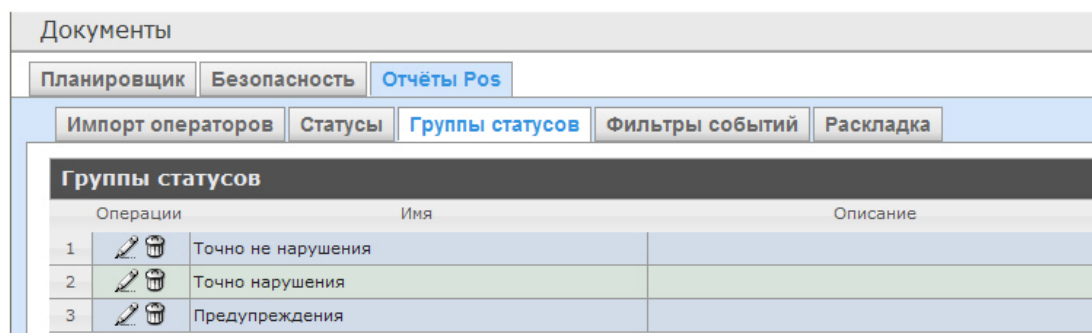 Документы
Планировщик Безопасность Отчёты Pos
Импорт операторов Статусы Группы статусов Фильтры событий Раскладка
Группы статусов
Операции Имя Описание
1 Точно не нарушения
2 Точно нарушения
3 Предупреждения